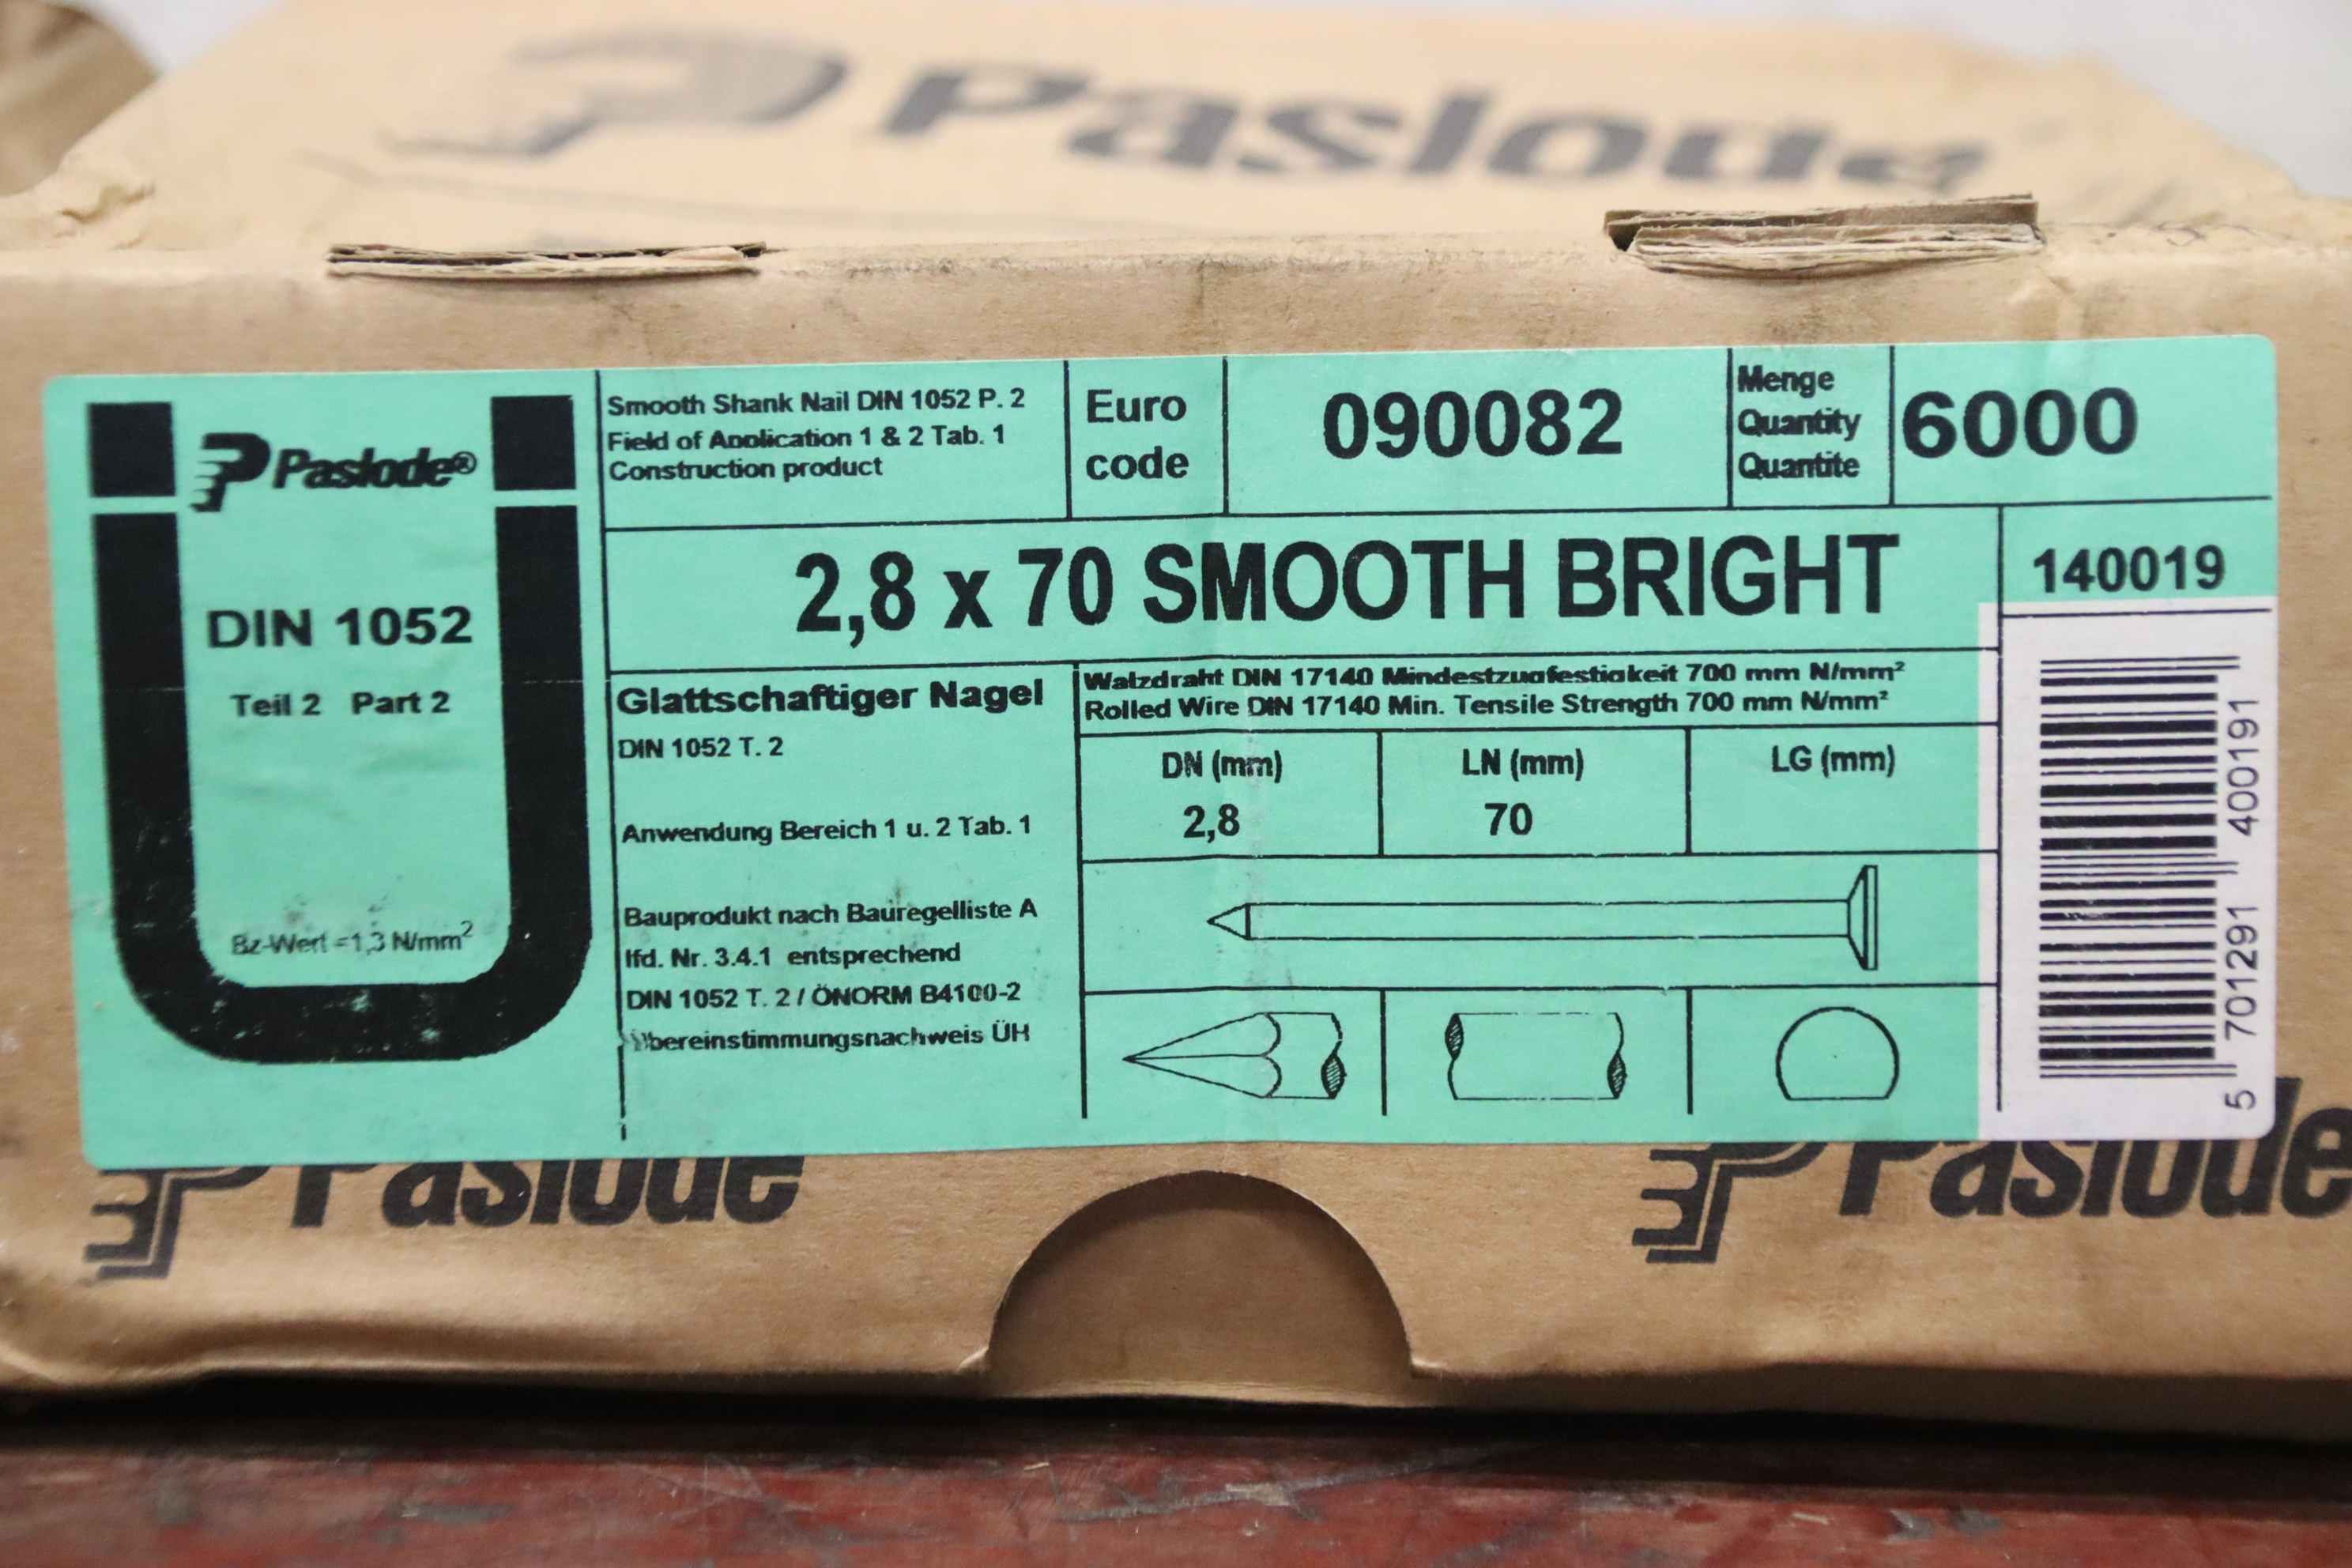 Paslode
Paslode®
DIN 1052
Teil 2 Part 2
Bz-Wert =1,3 N/mm²
Smooth Shank Nail DIN 1052 P. 2
Field of Application 1 & 2 Tab. 1
Construction product
Euro
code
090082
Menge
Quantity
Quantite
6000
2,8 x 70 SMOOTH BRIGHT
140019
Glattschaftiger Nagel
DIN 1052 T. 2
Anwendung Bereich 1 u. 2 Tab. 1
Bauprodukt nach Bauregelliste A
lfd. Nr. 3.4.1 entsprechend
DIN 1052 T. 2 / ÖNORM B4100-2
Übereinstimmungsnachweis ÜH
Walzdraht DIN 17140 Mindestzugfestigkeit 700 mm N/mm²
Rolled Wire DIN 17140 Min. Tensile Strength 700 mm N/mm²
DN (mm)
LN (mm)
LG (mm)
2,8
70
5 701291 400191
Paslode
Paslode